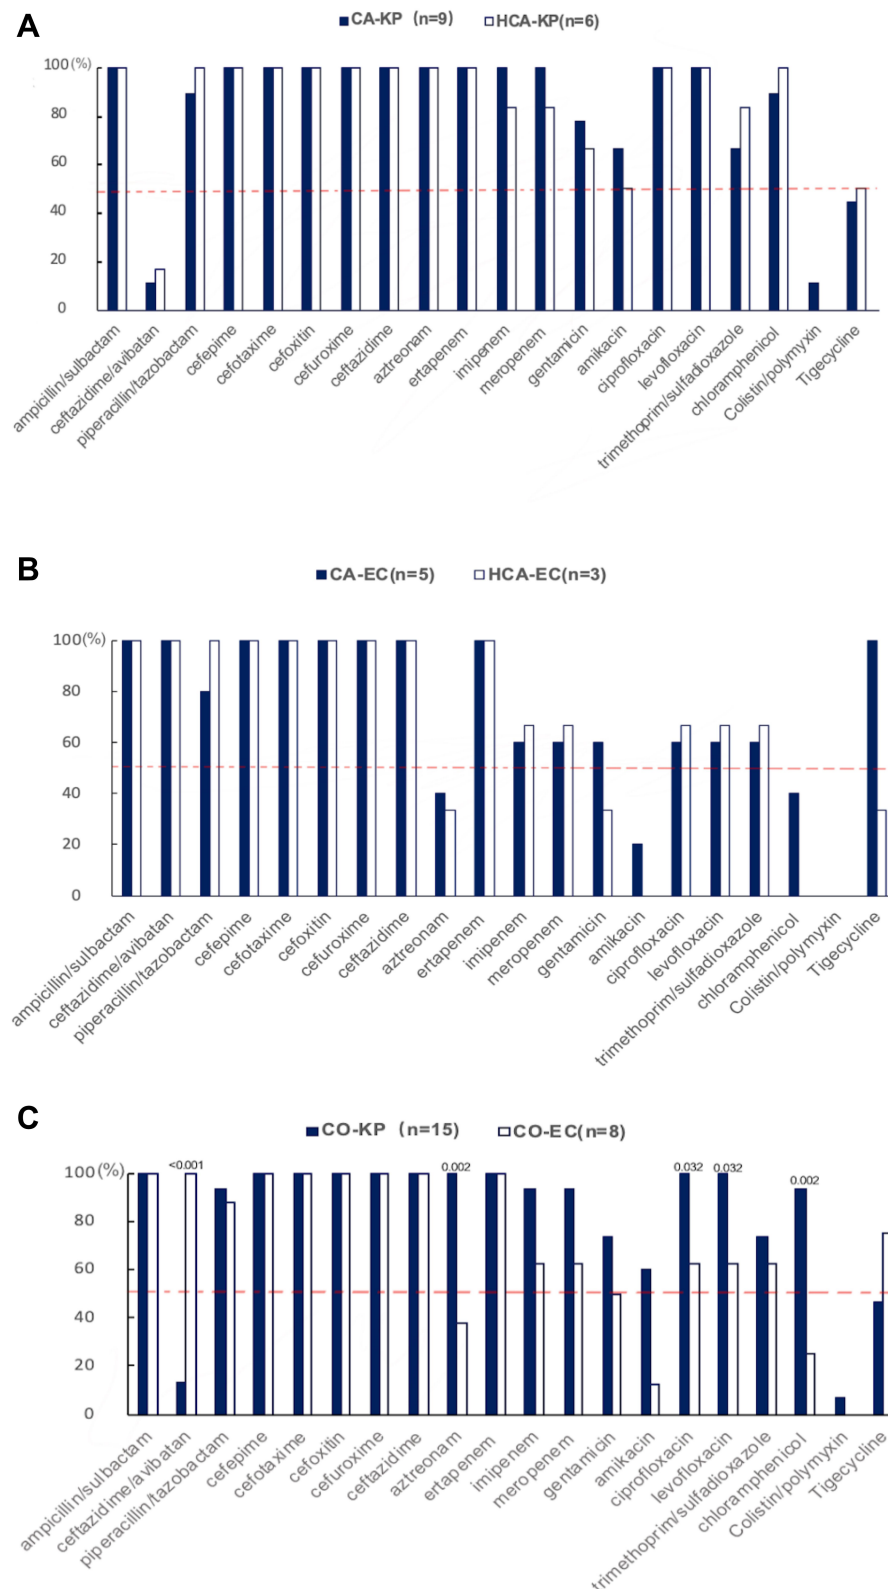 A
CA-KP (n=9) HCA-KP(n=6)
100(%)
80
60
40
20
0
ampicillin/sulbactam
ceftazidime/avibatan
piperacillin/tazobactam
cefepime
cefotaxime
cefoxitin
cefuroxime
ceftazidime
aztreonam
ertapenem
imipenem
meropenem
gentamicin
amikacin
ciprofloxacin
levofloxacin
trimethoprim/sulfadioxazole
chloramphenicol
Colistin/polymyxin
Tigecycline
B
CA-EC(n=5) HCA-EC(n=3)
100(%)
80
60
40
20
0
ampicillin/sulbactam
ceftazidime/avibatan
piperacillin/tazobactam
cefepime
cefotaxime
cefoxitin
cefuroxime
ceftazidime
aztreonam
ertapenem
imipenem
meropenem
gentamicin
amikacin
ciprofloxacin
levofloxacin
trimethoprim/sulfadioxazole
chloramphenicol
Colistin/polymyxin
Tigecycline
C
CO-KP (n=15) CO-EC(n=8)
100(%)
80
60
40
20
0
<0.001
0.002
0.032
0.032
0.002
ampicillin/sulbactam
ceftazidime/avibatan
piperacillin/tazobactam
cefepime
cefotaxime
cefoxitin
cefuroxime
ceftazidime
aztreonam
ertapenem
imipenem
meropenem
gentamicin
amikacin
ciprofloxacin
levofloxacin
trimethoprim/sulfadioxazole
chloramphenicol
Colistin/polymyxin
Tigecycline